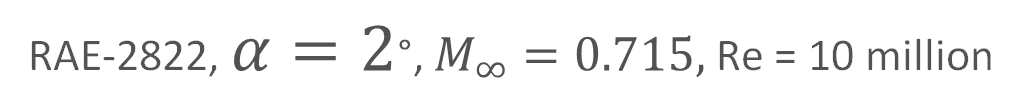 RAE-2822, α = 2°, M∞ = 0.715, Re = 10 million